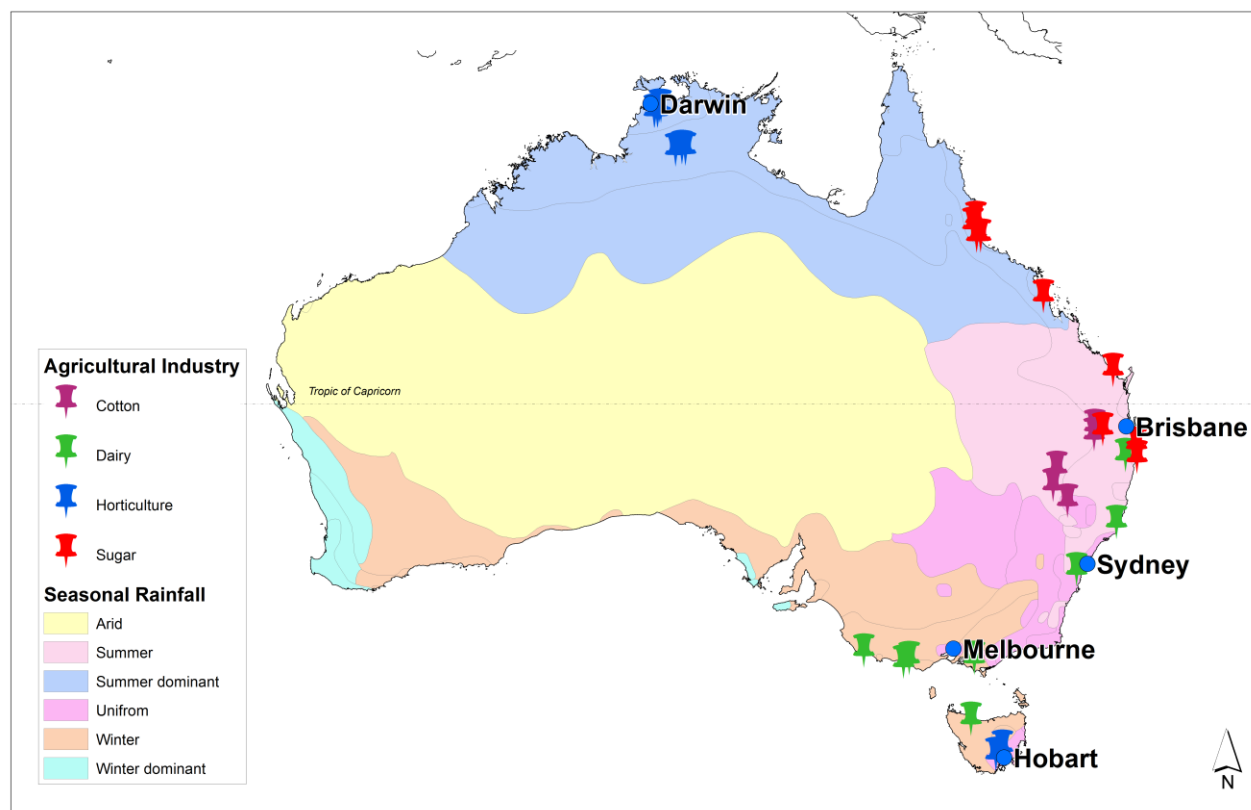 Darwin
Agricultural Industry
Cotton
Dairy
Horticulture
Sugar
Seasonal Rainfall
Arid
Summer
Summer dominant
Unifrom
Winter
Winter dominant
Tropic of Capricorn
Brisbane
Sydney
Melbourne
Hobart
N